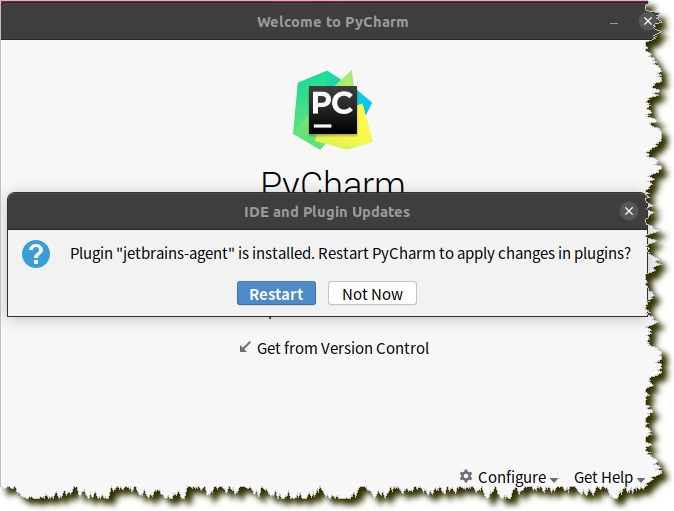 Welcome to PyCharm
PC
PyCharm
IDE and Plugin Updates
Plugin "jetbrains-agent" is installed. Restart PyCharm to apply changes in plugins?
Restart
Not Now
Get from Version Control
Configure
Get Help